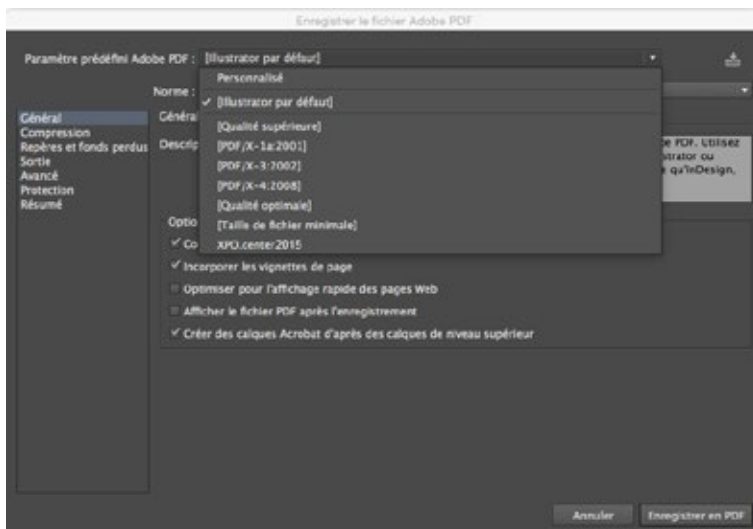 Enregistrer le fichier Adobe PDF
Paramètre prédéfini Adobe PDF : [Illustrator par défaut]
Personnalisé
Norme :
[Illustrator par défaut]
Général
Compression
Repères et fonds perdus
Sortie
Avancé
Protection
Résumé
Général
Descrip
[Qualité supérieure]
[PDF/X-1a:2001]
[PDF/X-3:2002]
[PDF/X-4:2008]
[Qualité optimale]
[Taille de fichier minimale]
XPO.center2015
e PDF. Utilisez
strator ou
qu'InDesign,
Optio
Co
Incorporer les vignettes de page
Optimiser pour l'affichage rapide des pages Web
Afficher le fichier PDF après l'enregistrement
Créer des calques Acrobat d'après des calques de niveau supérieur
Annuler
Enregistrer en PDF